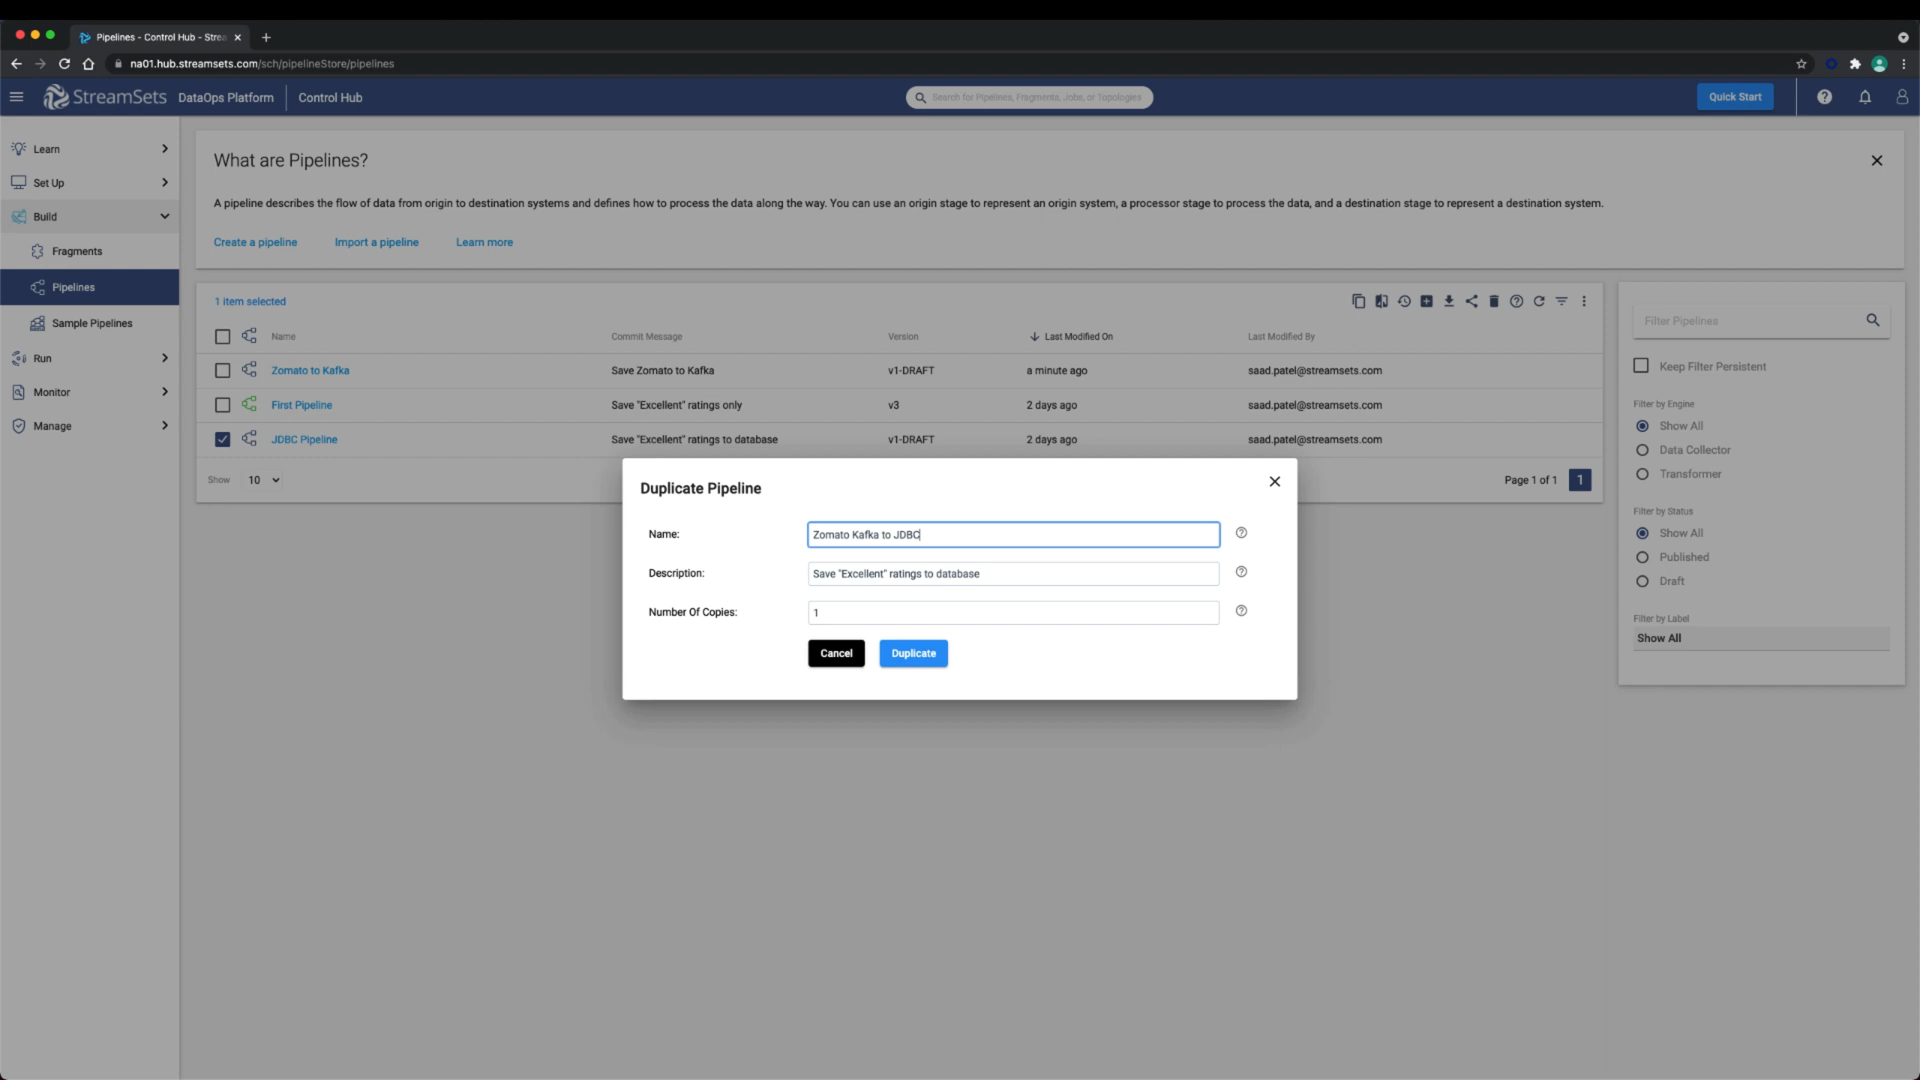 Pipelines - Control Hub - Strea
na01.hub.streamsets.com/sch/pipelineStore/pipelines
StreamSets DataOps Platform Control Hub
Search for Pipelines, Fragments, Jobs, or Topologies
Quick Start
Learn
Set Up
Build
Fragments
Pipelines
Sample Pipelines
Run
Monitor
Manage
What are Pipelines?
A pipeline describes the flow of data from origin to destination systems and defines how to process the data along the way. You can use an origin stage to represent an origin system, a processor stage to process the data, and a destination stage to represent a destination system.
Create a pipeline Import a pipeline Learn more
1 item selected
Name Commit Message Version Last Modified On Last Modified By
Zomato to Kafka Save Zomato to Kafka v1-DRAFT a minute ago saad.patel@streamsets.com
First Pipeline Save "Excellent" ratings only v3 2 days ago saad.patel@streamsets.com
JDBC Pipeline Save "Excellent" ratings to database v1-DRAFT 2 days ago saad.patel@streamsets.com
Show 10 Page 1 of 1 1
Duplicate Pipeline
Name: Zomato Kafka to JDBC
Description: Save "Excellent" ratings to database
Number Of Copies: 1
Cancel Duplicate
Filter Pipelines
Keep Filter Persistent
Filter by Engine
Show All
Data Collector
Transformer
Filter by Status
Show All
Published
Draft
Filter by Label
Show All